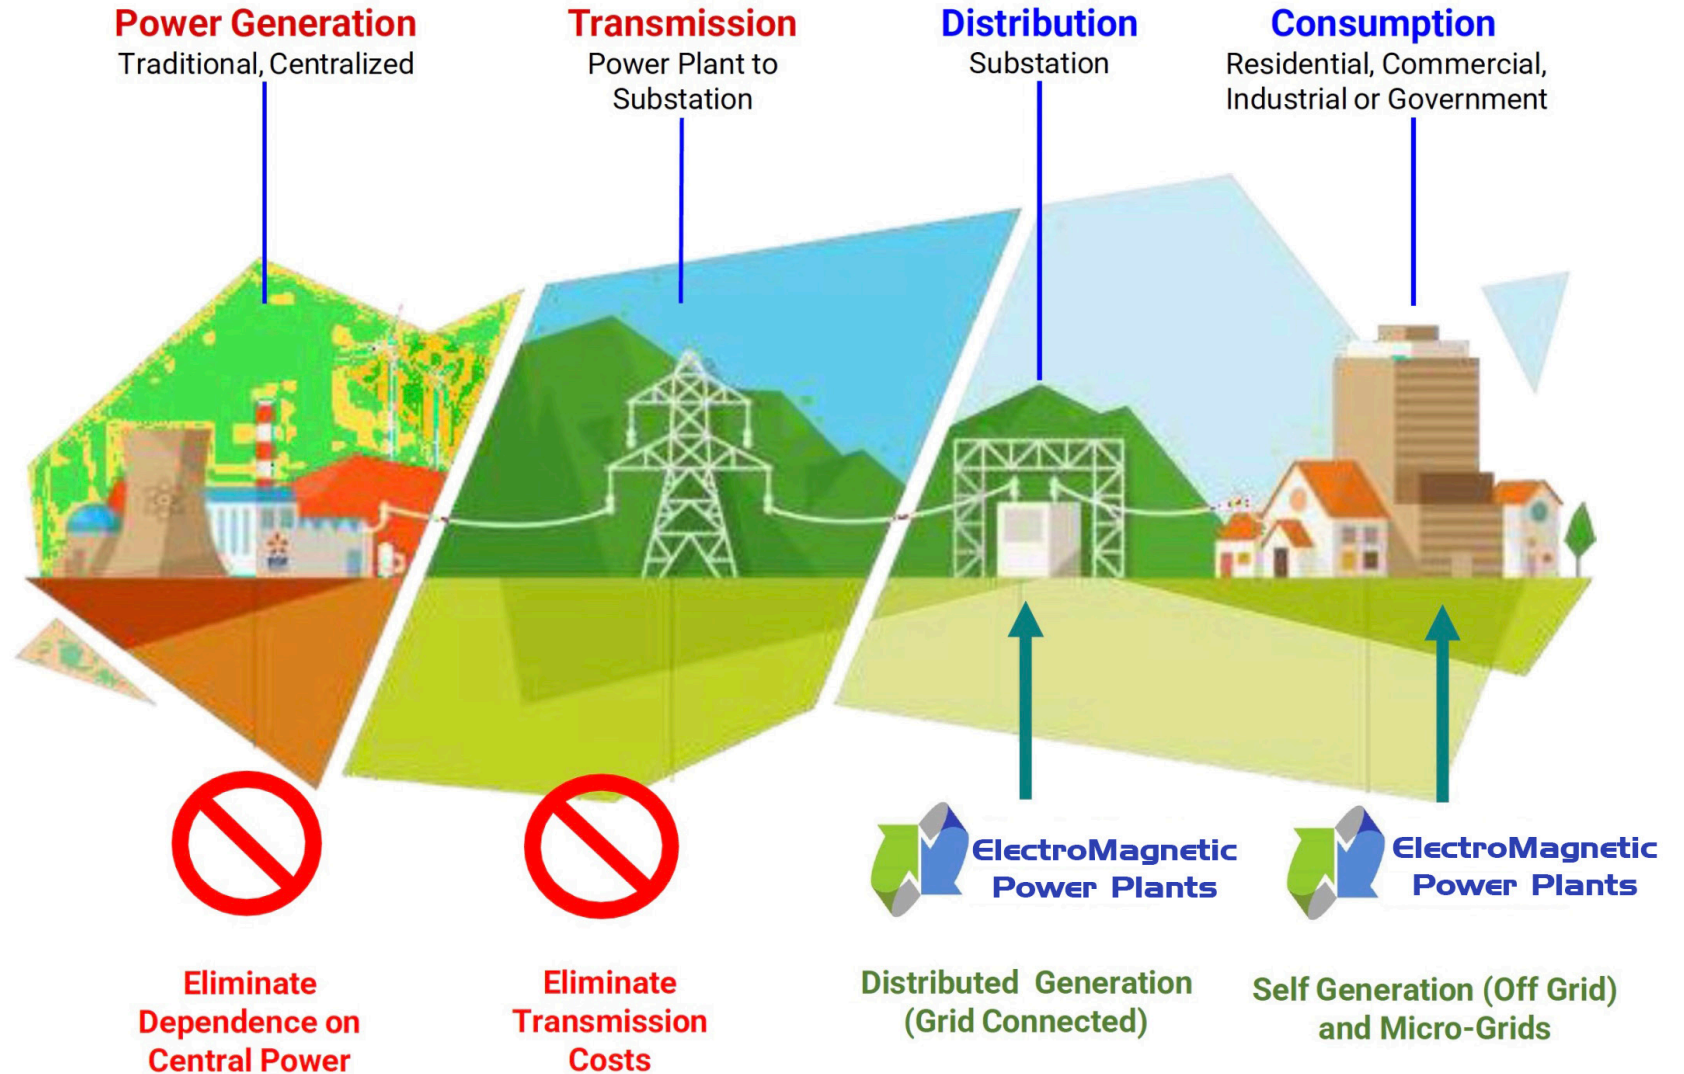 Power Generation
Traditional, Centralized
Transmission
Power Plant to
Substation
Distribution
Substation
Consumption
Residential, Commercial,
Industrial or Government
ElectroMagnetic
Power Plants
ElectroMagnetic
Power Plants
Eliminate
Dependence on
Central Power
Eliminate
Transmission
Costs
Distributed Generation
(Grid Connected)
Self Generation (Off Grid)
and Micro-Grids